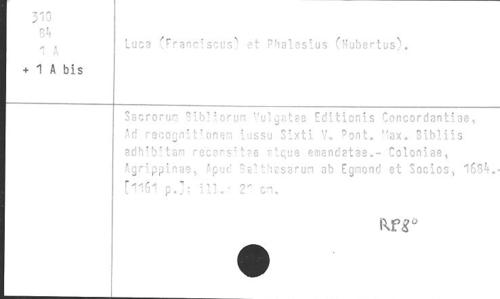 310
84
1 A
+ 1 A bis
Luca (Franciscus) et Phalesius (Hubertus).
Sacrorum Bibliorum Vulgatae Editionis Concordantiae,
Ad recognitionem iussu Sixti V. Pont. Max. Bibliis
adhibitam recensitae atque emendatae.- Coloniae,
Agrippinae, Apud Balthasarum ab Egmond et Socios, 1684.-
[1161 p.]: ill.: cm.
RP8°